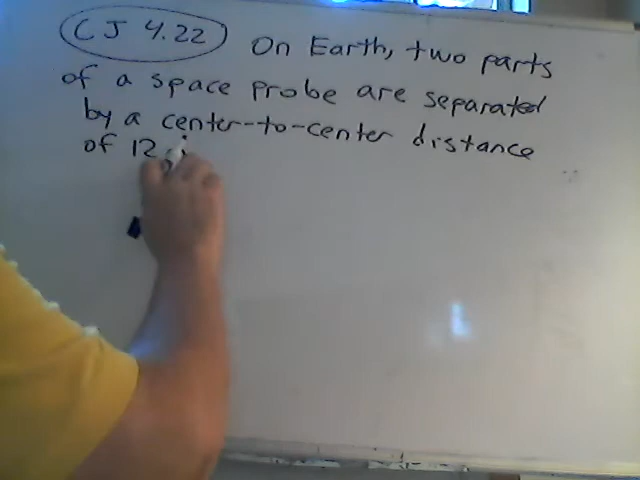 CJ 4.22 On Earth, two parts
of a space probe are separated
by a center-to-center distance
of 12